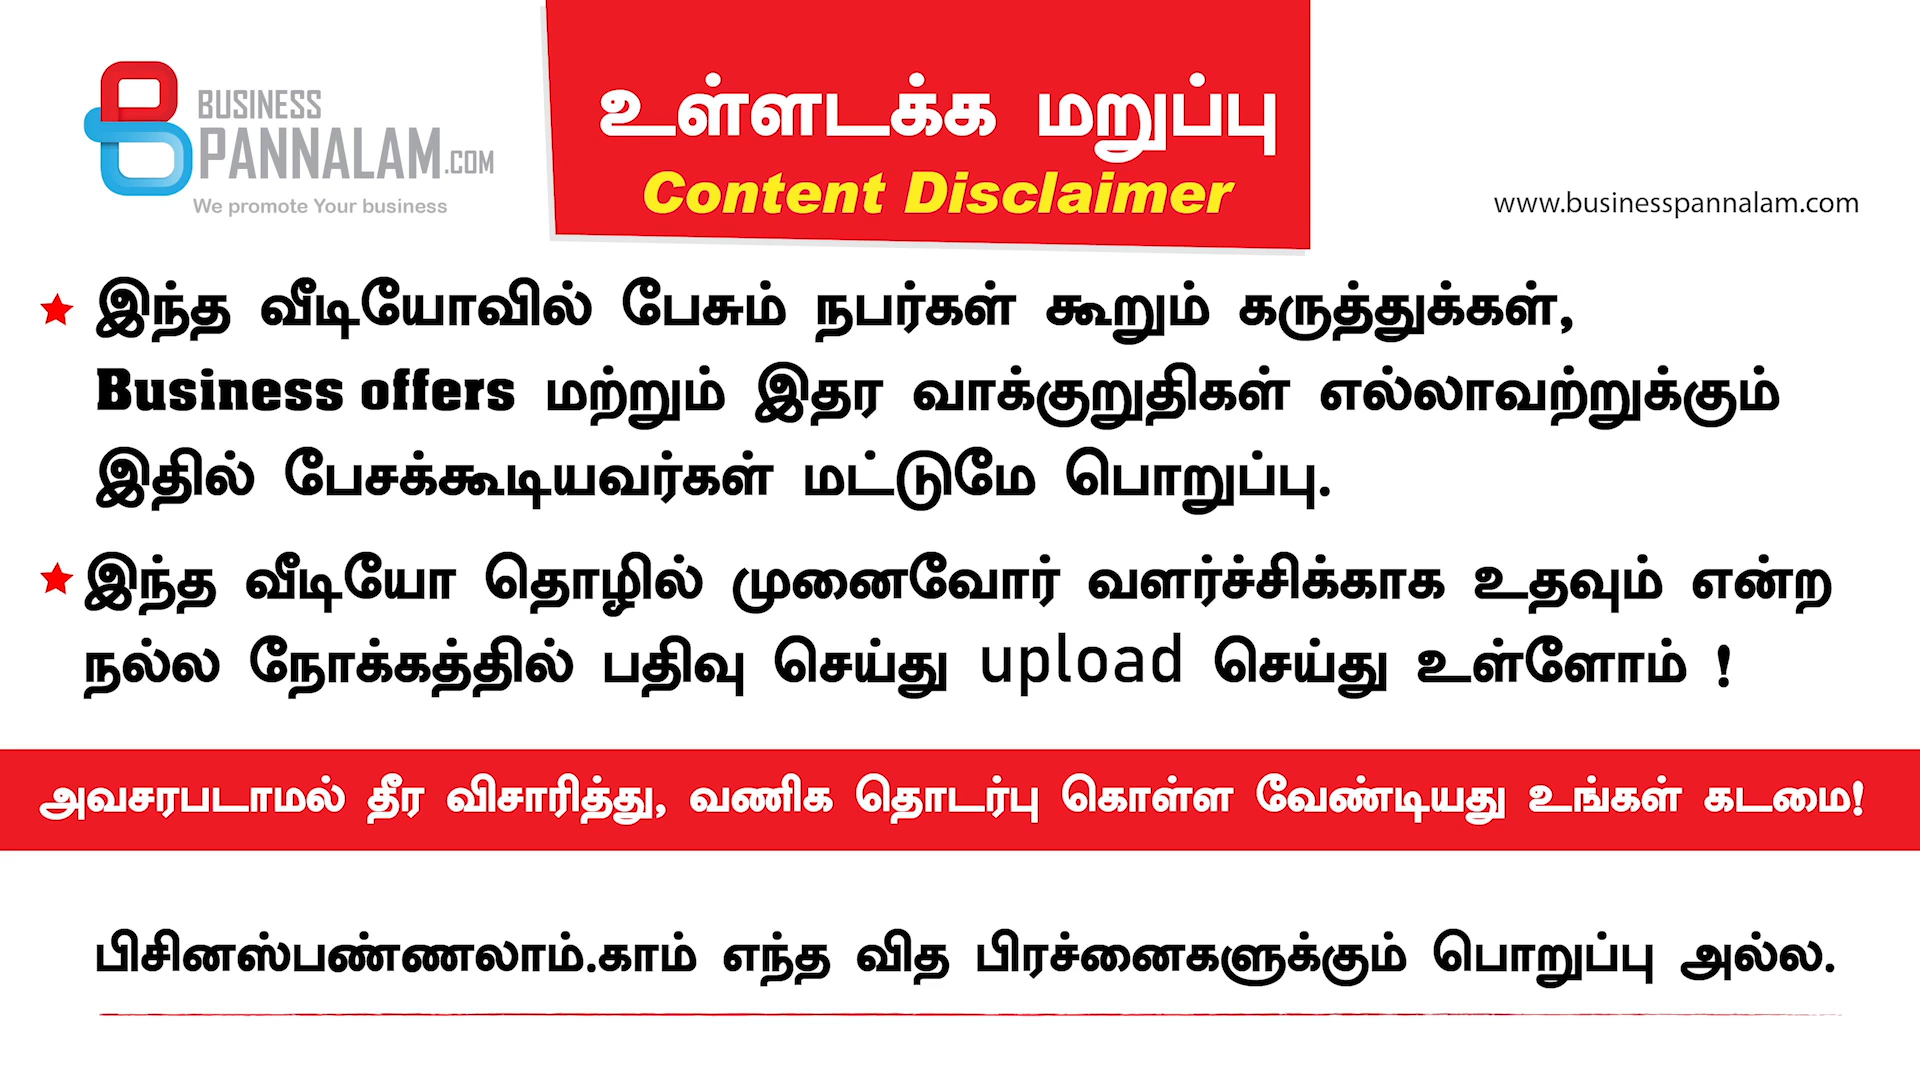 BUSINESS
PANNALAM.COM
We promote Your business
உள்ளடக்க மறுப்பு
Content Disclaimer
www.businesspannalam.com
இந்த வீடியோவில் பேசும் நபர்கள் கூறும் கருத்துக்கள்,
Business offers மற்றும் இதர வாக்குறுதிகள் எல்லாவற்றுக்கும்
இதில் பேசக்கூடியவர்கள் மட்டுமே பொறுப்பு.
இந்த வீடியோ தொழில் முனைவோர் வளர்ச்சிக்காக உதவும் என்ற
நல்ல நோக்கத்தில் பதிவு செய்து upload செய்து உள்ளோம் !
அவசரபடாமல் தீர விசாரித்து, வணிக தொடர்பு கொள்ள வேண்டியது உங்கள் கடமை!
பிசினஸ்பண்ணலாம்.காம் எந்த வித பிரச்னைகளுக்கும் பொறுப்பு அல்ல.